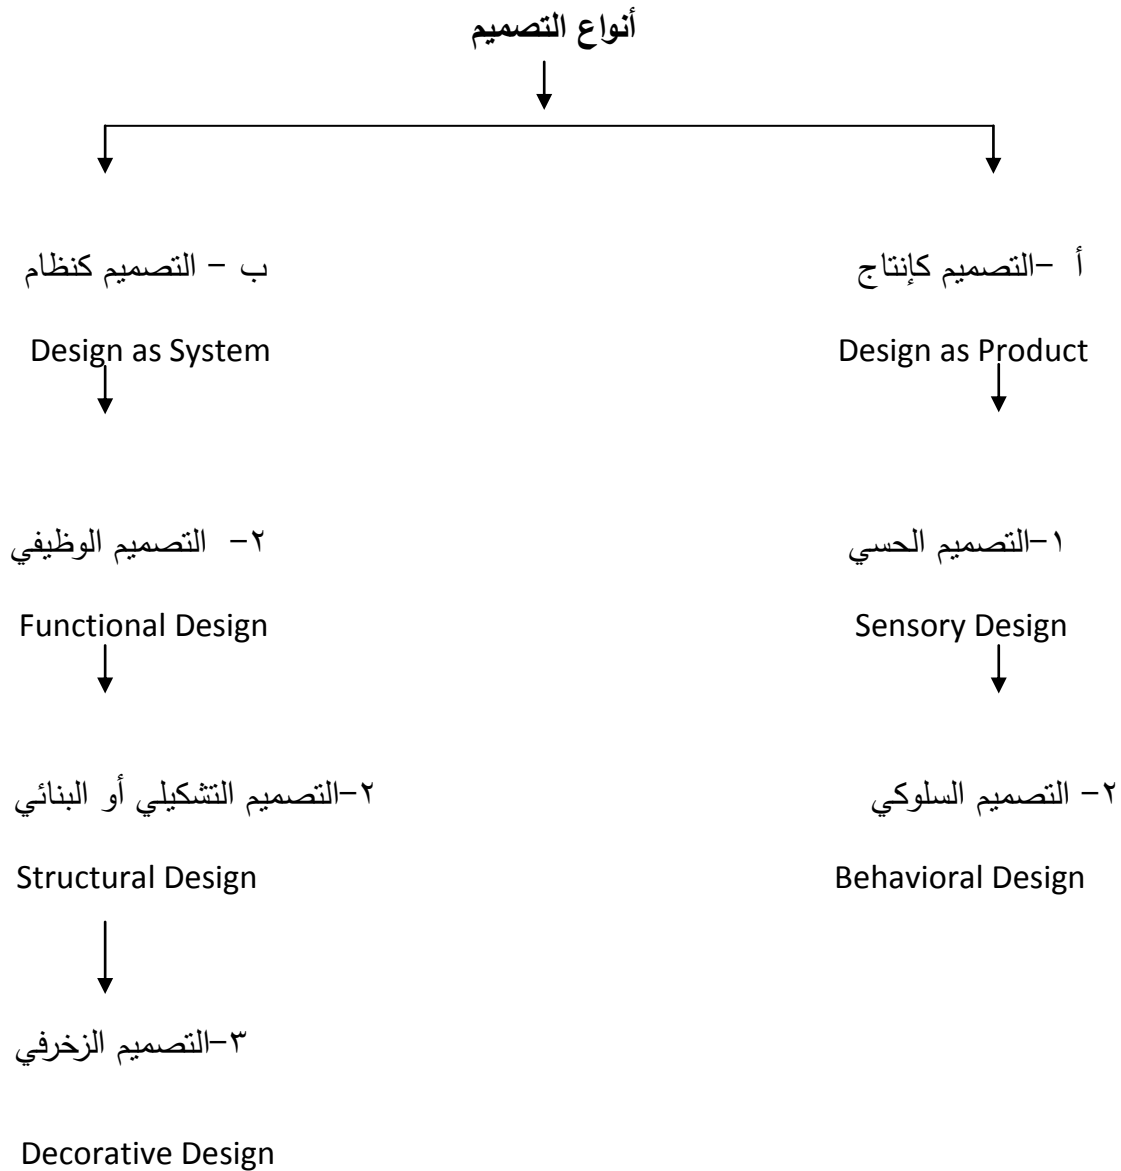 أنواع التصميم
أ -التصميم كإنتاج
ب - التصميم كنظام
Design as Product
Design as System
١-التصميم الحسي
٢- التصميم الوظيفي
Sensory Design
Functional Design
٢- التصميم السلوكي
٢-التصميم التشكيلي أو البنائي
Behavioral Design
Structural Design
٣-التصميم الزخرفي
Decorative Design